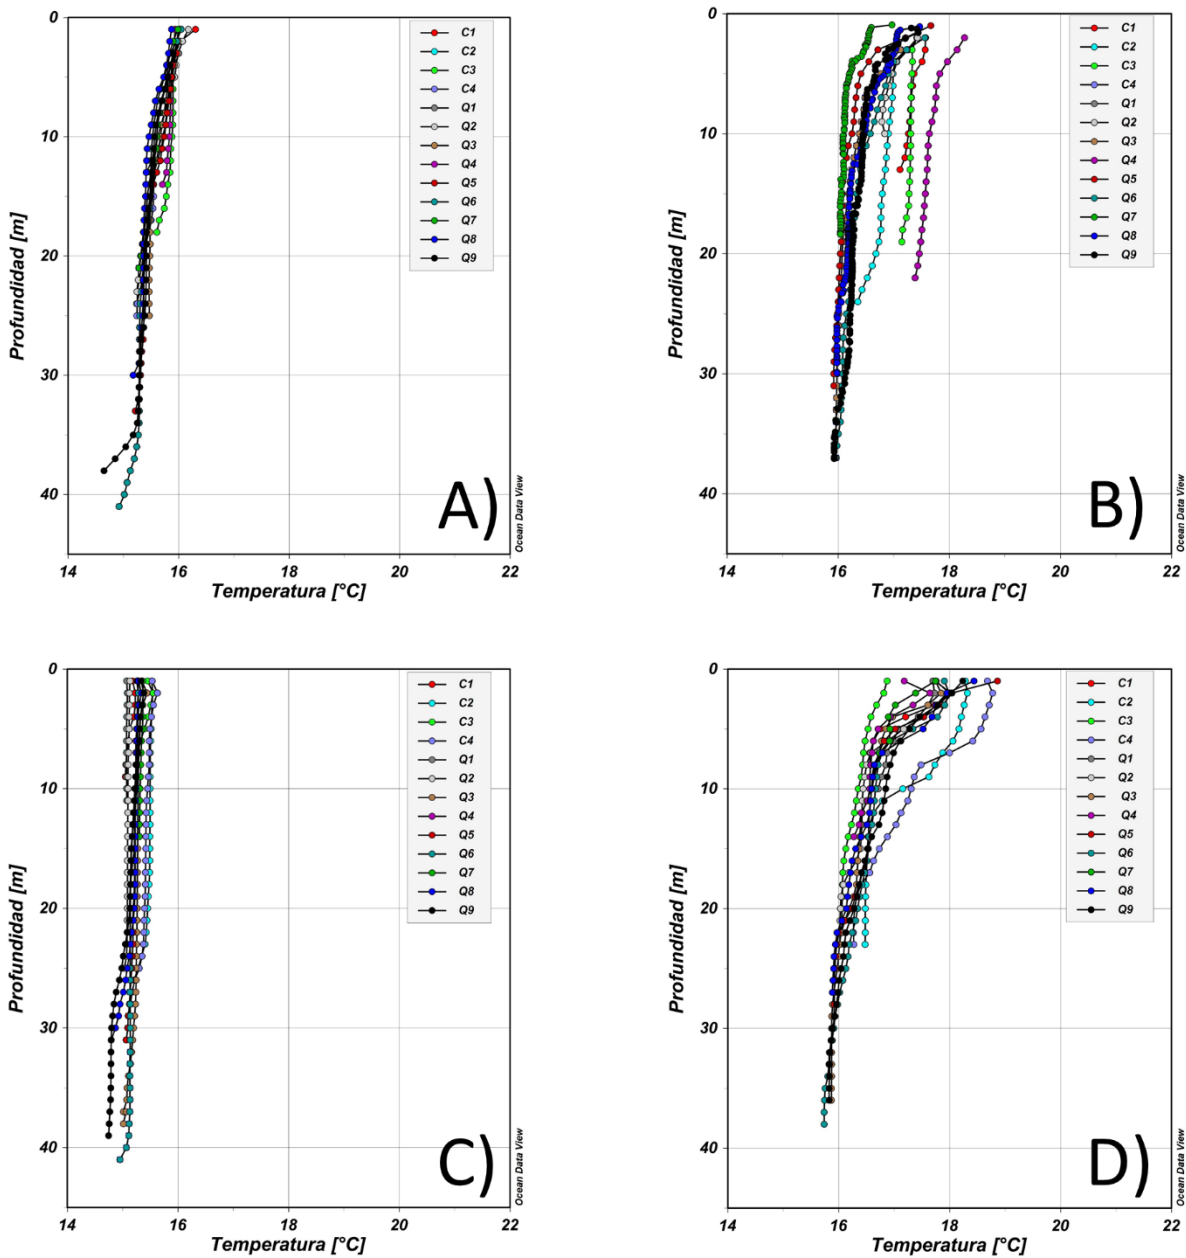 0
10
20
30
40
Profundidad [m]
14
16
18
20
22
Temperatura [°C]
C1
C2
C3
C4
Q1
Q2
Q3
Q4
Q5
Q6
Q7
Q8
Q9
A)
Ocean Data View
0
10
20
30
40
Profundidad [m]
14
16
18
20
22
Temperatura [°C]
C1
C2
C3
C4
Q1
Q2
Q3
Q4
Q5
Q6
Q7
Q8
Q9
B)
Ocean Data View
0
10
20
30
40
Profundidad [m]
14
16
18
20
22
Temperatura [°C]
C1
C2
C3
C4
Q1
Q2
Q3
Q4
Q5
Q6
Q7
Q8
Q9
C)
Ocean Data View
0
10
20
30
40
Profundidad [m]
14
16
18
20
22
Temperatura [°C]
C1
C2
C3
C4
Q1
Q2
Q3
Q4
Q5
Q6
Q7
Q8
Q9
D)
Ocean Data View